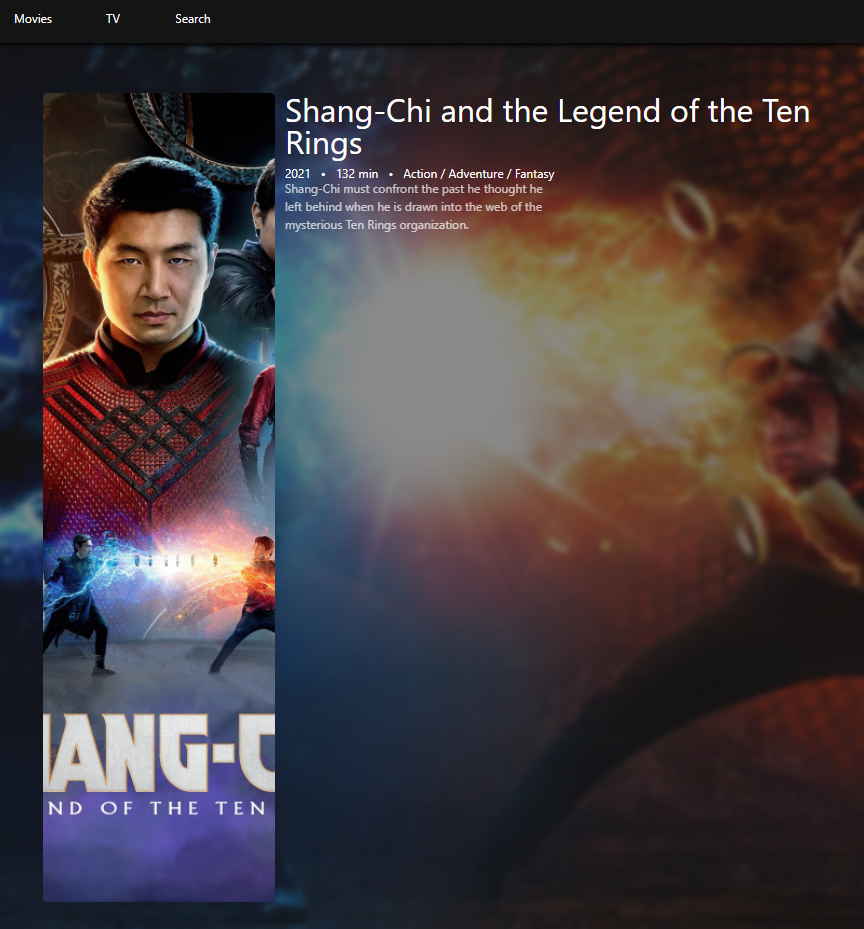 Movies TV Search
Shang-Chi and the Legend of the Ten
Rings
2021 • 132 min • Action / Adventure / Fantasy
Shang-Chi must confront the past he thought he
left behind when he is drawn into the web of the
mysterious Ten Rings organization.
HANG-C
ND OF THE TEN